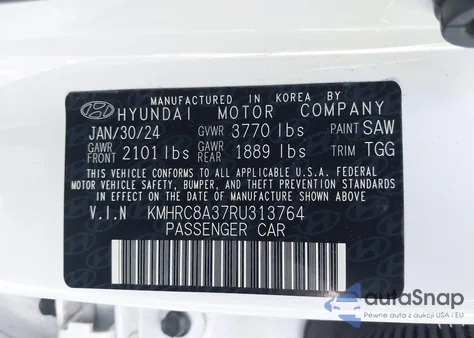 MANUFACTURED IN KOREA BY
HYUNDAI MOTOR COMPANY
JAN/30/24 GVWR 3770 lbs PAINT SAW
GAWR FRONT 2101 lbs GAWR REAR 1889 lbs TRIM TGG
THIS VEHICLE CONFORMS TO ALL APPLICABLE U.S.A. FEDERAL
MOTOR VEHICLE SAFETY, BUMPER, AND THEFT PREVENTION STANDARDS
IN EFFECT ON THE DATE OF MANUFACTURE SHOWN ABOVE.
V.I.N KMHRC8A37RU313764
PASSENGER CAR
autoSnap
Pewne auta z aukcji USA i EU